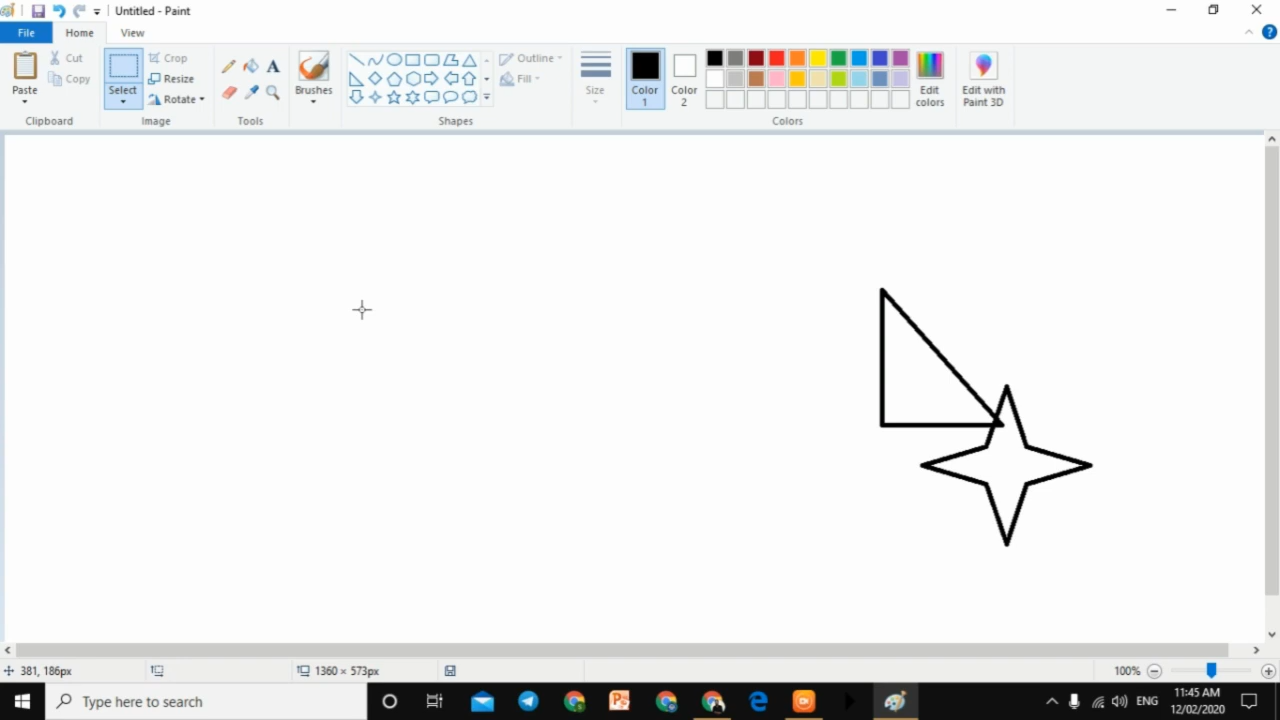 Untitled - Paint
File Home View
Paste
Cut
Copy
Clipboard
Select
Crop
Resize
Rotate
Image
A
Tools
Brushes
Outline
Fill
Shapes
Size
Color 1
Color 2
Edit colors
Colors
Edit with Paint 3D
381, 186px
1360 × 573px
100%
Type here to search
ENG
11:45 AM
12/02/2020